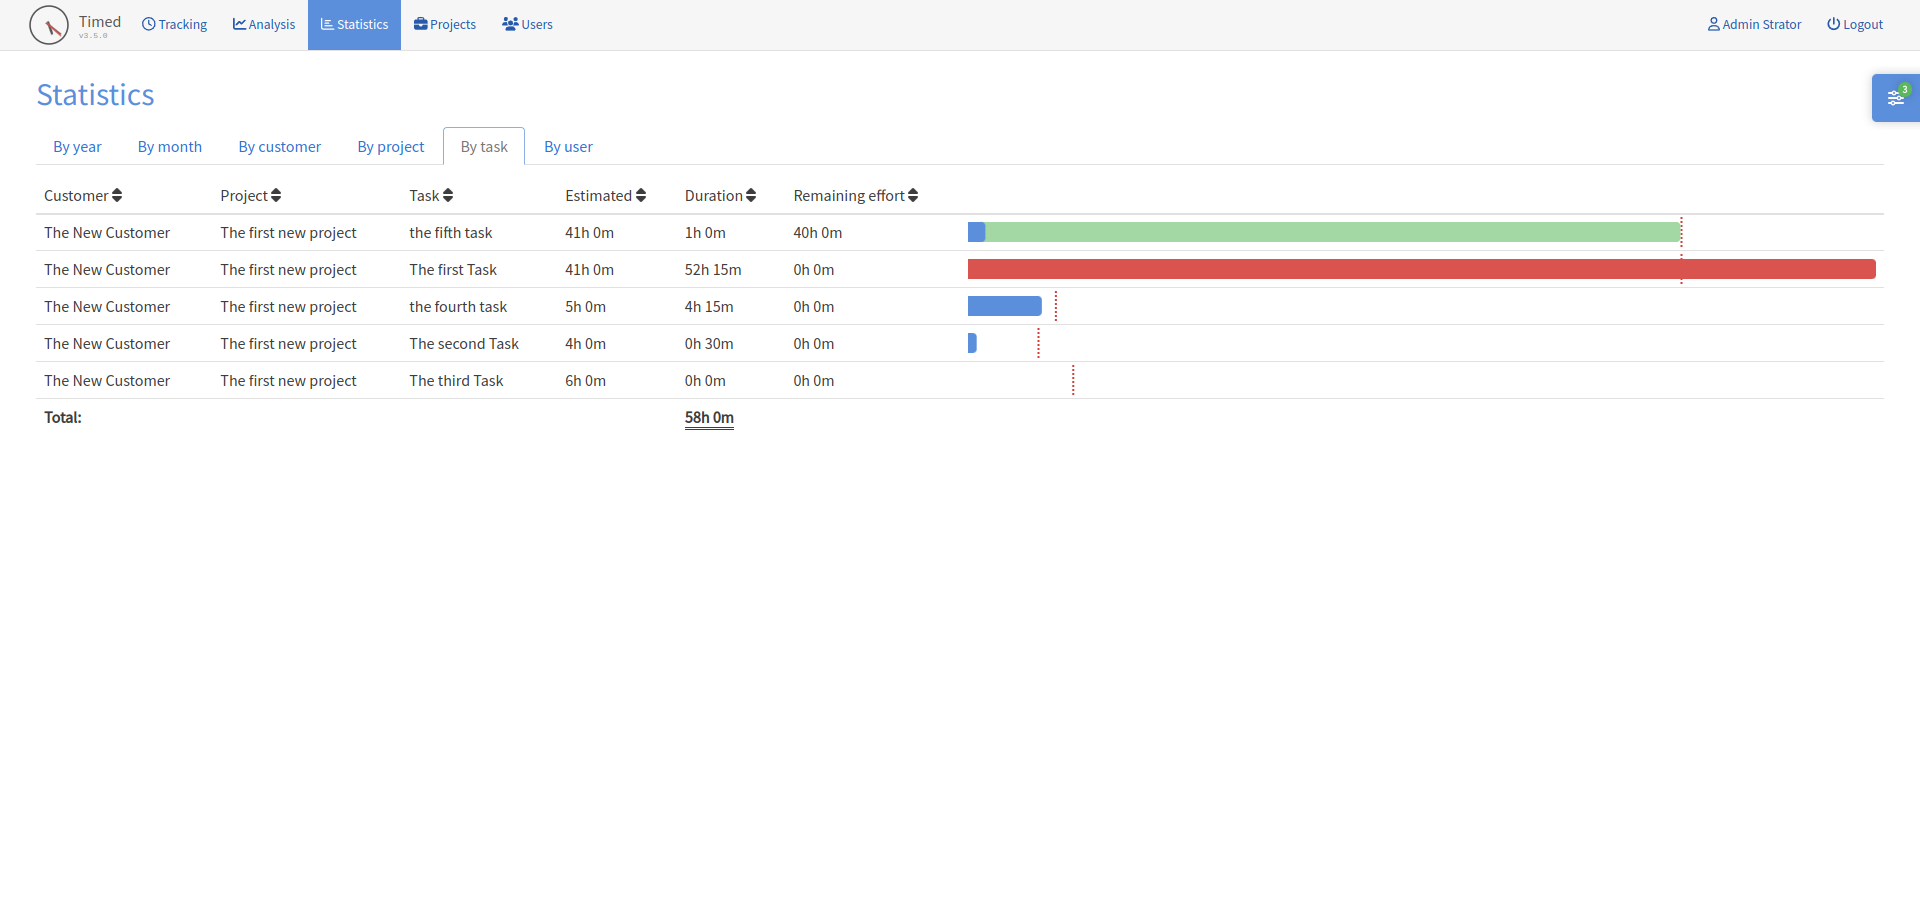 Timed Tracking Analysis Statistics Projects Users Admin Strator Logout
v3.5.0
Statistics
3
By year By month By customer By project By task By user
Customer Project Task Estimated Duration Remaining effort
The New Customer The first new project the fifth task 41h 0m 1h 0m 40h 0m
The New Customer The first new project The first Task 41h 0m 52h 15m 0h 0m
The New Customer The first new project the fourth task 5h 0m 4h 15m 0h 0m
The New Customer The first new project The second Task 4h 0m 0h 30m 0h 0m
The New Customer The first new project The third Task 6h 0m 0h 0m 0h 0m
Total: 58h 0m